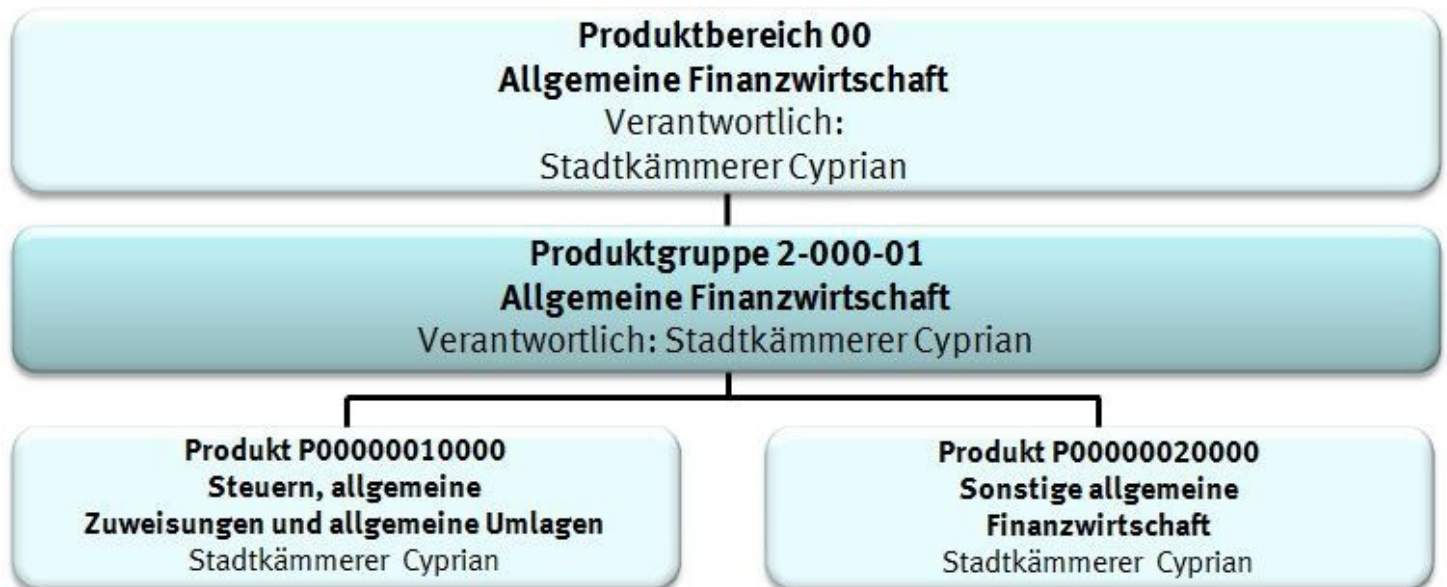 Produktbereich 00
Allgemeine Finanzwirtschaft
Verantwortlich:
Stadtkämmerer Cyprian
Produktgruppe 2-000-01
Allgemeine Finanzwirtschaft
Verantwortlich: Stadtkämmerer Cyprian
Produkt P00000010000
Steuern, allgemeine
Zuweisungen und allgemeine Umlagen
Stadtkämmerer Cyprian
Produkt P00000020000
Sonstige allgemeine
Finanzwirtschaft
Stadtkämmerer Cyprian